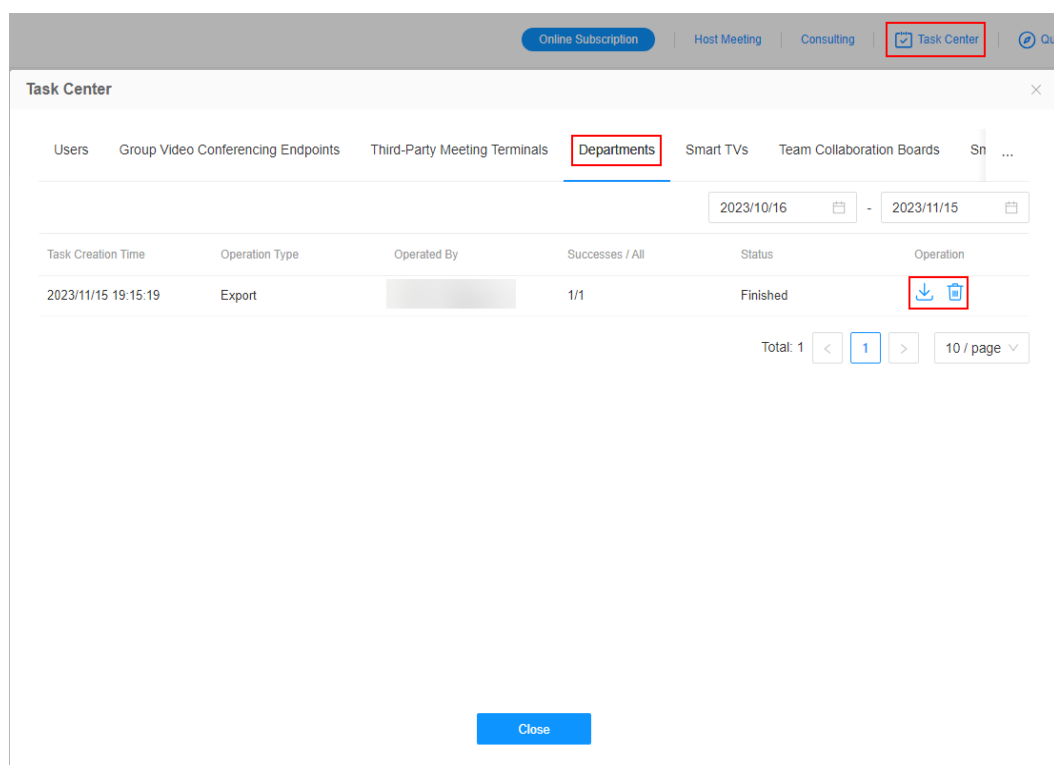 Online Subscription Host Meeting Consulting Task Center
Task Center
Users Group Video Conferencing Endpoints Third-Party Meeting Terminals Departments Smart TVs Team Collaboration Boards ...
2023/10/16 - 2023/11/15
Task Creation Time Operation Type Operated By Successes / All Status Operation
2023/11/15 19:15:19 Export 1/1 Finished
Total: 1 < 1 > 10 / page
Close